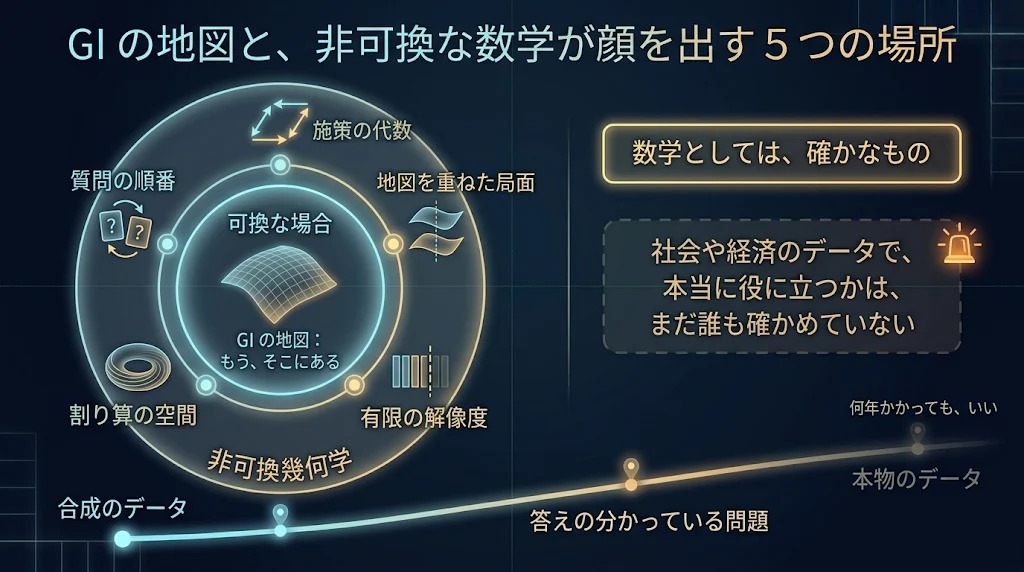 GI の地図と、非可換な数学が顔を出す５つの場所
施策の代数
質問の順番
? ?
地図を重ねた局面
可換な場合
GI の地図：
もう、そこにある
割り算の空間
有限の解像度
非可換幾何学
数学としては、確かなもの
社会や経済のデータで、
本当に役に立つかは、
まだ誰も確かめていない
何年かかっても、いい
本物のデータ
合成のデータ
答えの分かっている問題